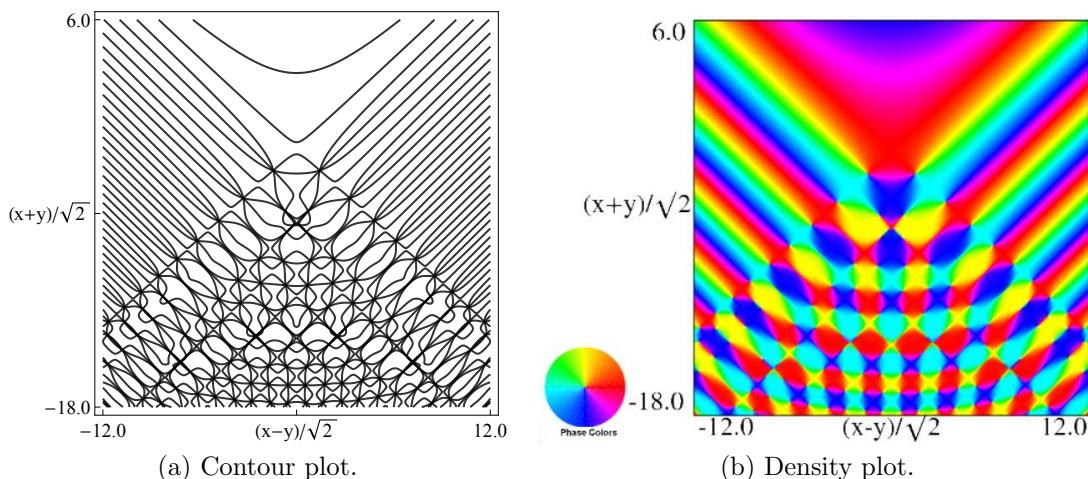 6.0
(x+y)/√2
−18.0
−12.0
(x−y)/√2
12.0
(a) Contour plot.
6.0
(x+y)/√2
-18.0
Phase Colors
-12.0
(x-y)/√2
12.0
(b) Density plot.